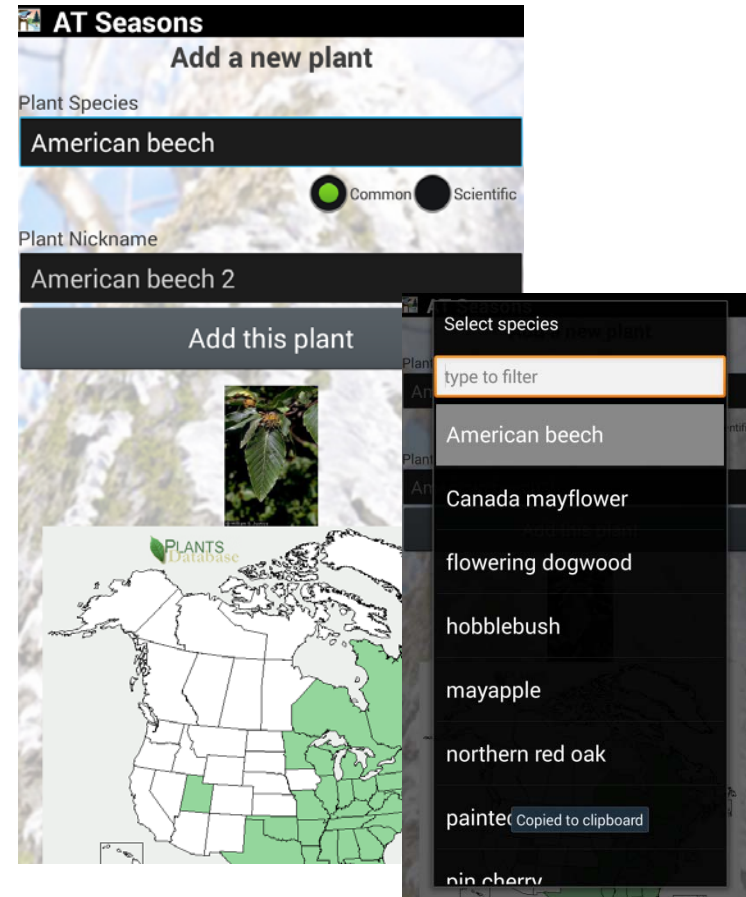 AT Seasons
Add a new plant
Plant Species
American beech
Common Scientific
Plant Nickname
American beech 2
Add this plant
PLANTS
Database
Select species
type to filter
American beech
Canada mayflower
flowering dogwood
hobblebush
mayapple
northern red oak
Copied to clipboard
pin cherry